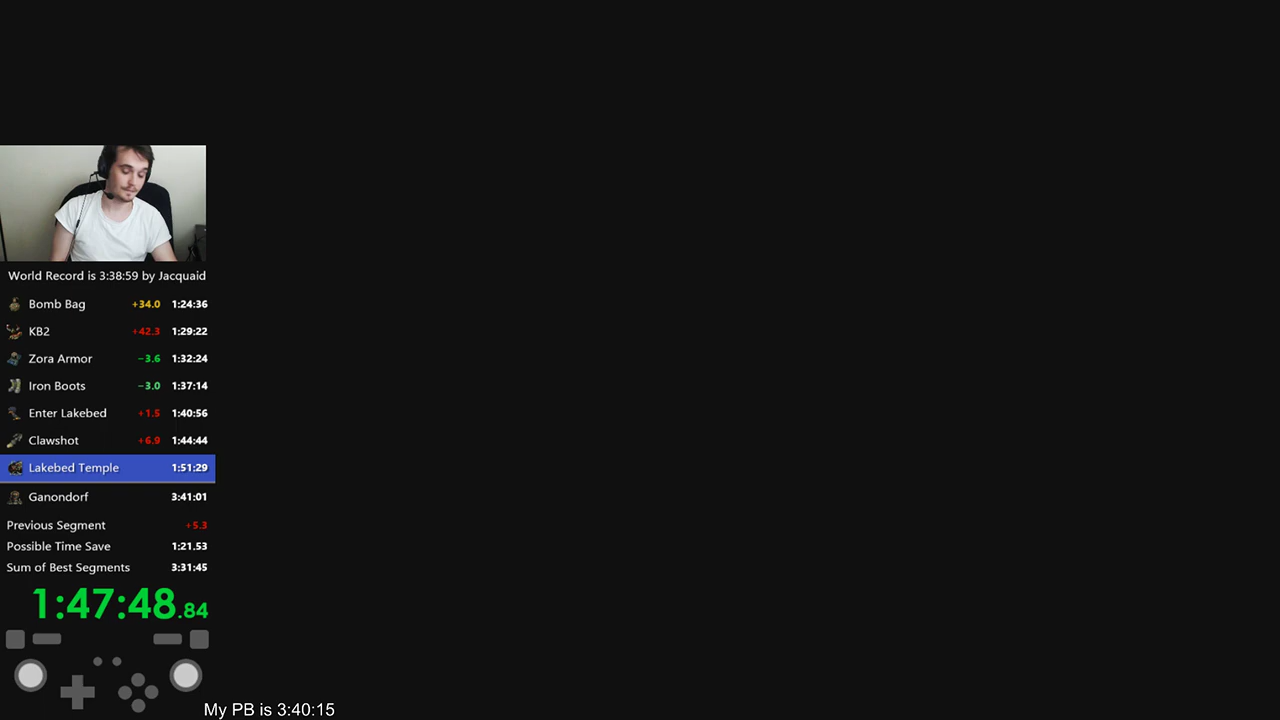 World Record is 3:38:59 by Jacquaid
Bomb Bag +34.0 1:24:36
KB2 +42.3 1:29:22
Zora Armor −3.6 1:32:24
Iron Boots −3.0 1:37:14
Enter Lakebed +1.5 1:40:56
Clawshot +6.9 1:44:44
Lakebed Temple 1:51:29
Ganondorf 3:41:01
Previous Segment +5.3
Possible Time Save 1:21.53
Sum of Best Segments 3:31:45
1:47:48.84
My PB is 3:40:15